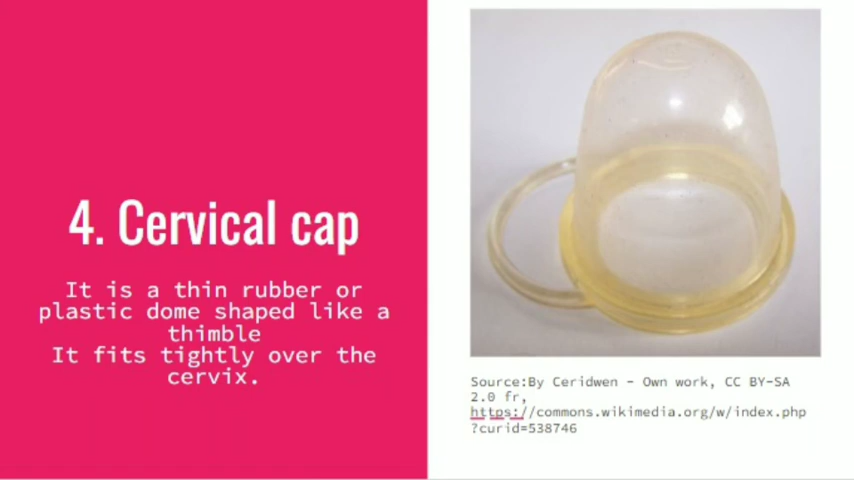 4. Cervical cap
It is a thin rubber or
plastic dome shaped like a
thimble
It fits tightly over the
cervix.
Source:By Ceridwen - Own work, CC BY-SA
2.0 fr,
https://commons.wikimedia.org/w/index.php
?curid=538746